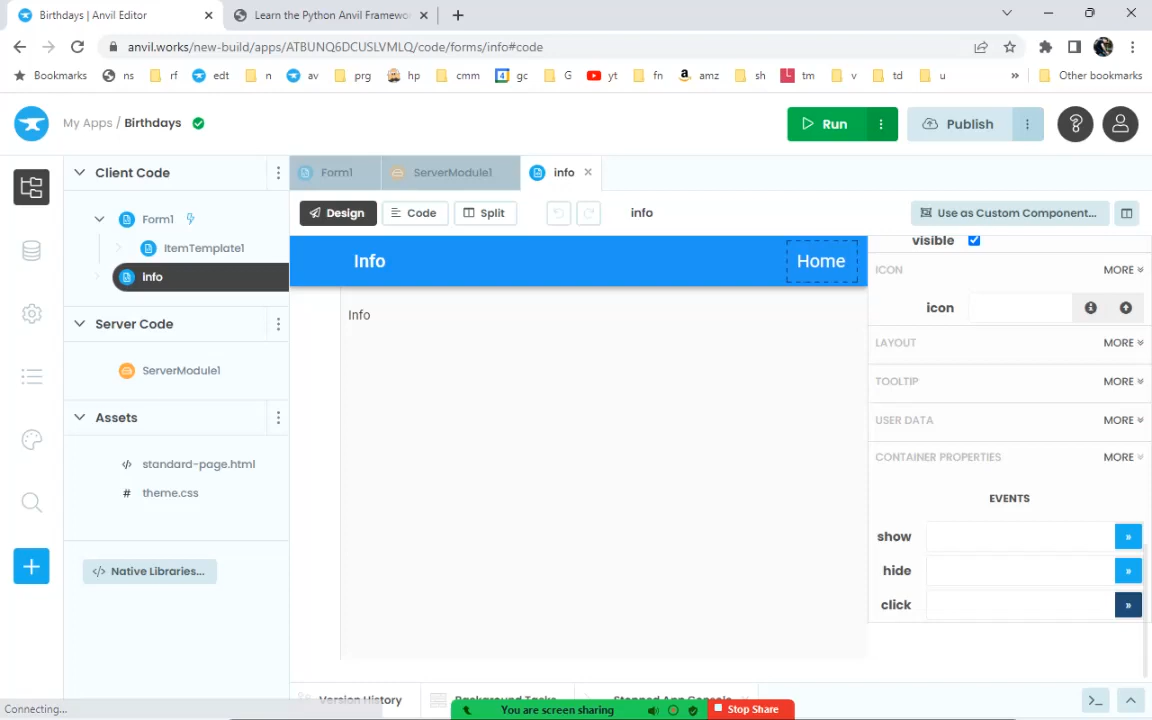 Birthdays | Anvil Editor
Learn the Python Anvil Framewo
anvil.works/new-build/apps/ATBUNQ6DCUSLVMLQ/code/forms/info#code
Bookmarks ns rf edt n av prg hp cmm gc G yt fn amz sh tm v td u » Other bookmarks
My Apps / Birthdays
Run
Publish
Client Code
Form1
ServerModule1
info
Form1
ItemTemplate1
info
Design
Code
Split
info
Use as Custom Component...
Server Code
ServerModule1
Assets
standard-page.html
theme.css
Native Libraries...
Info
Home
Info
visible
ICON MORE
icon
LAYOUT MORE
TOOLTIP MORE
USER DATA MORE
CONTAINER PROPERTIES MORE
EVENTS
show
hide
click
Version History
Background Tasks
Stopped App Console
Connecting...
You are screen sharing
Stop Share